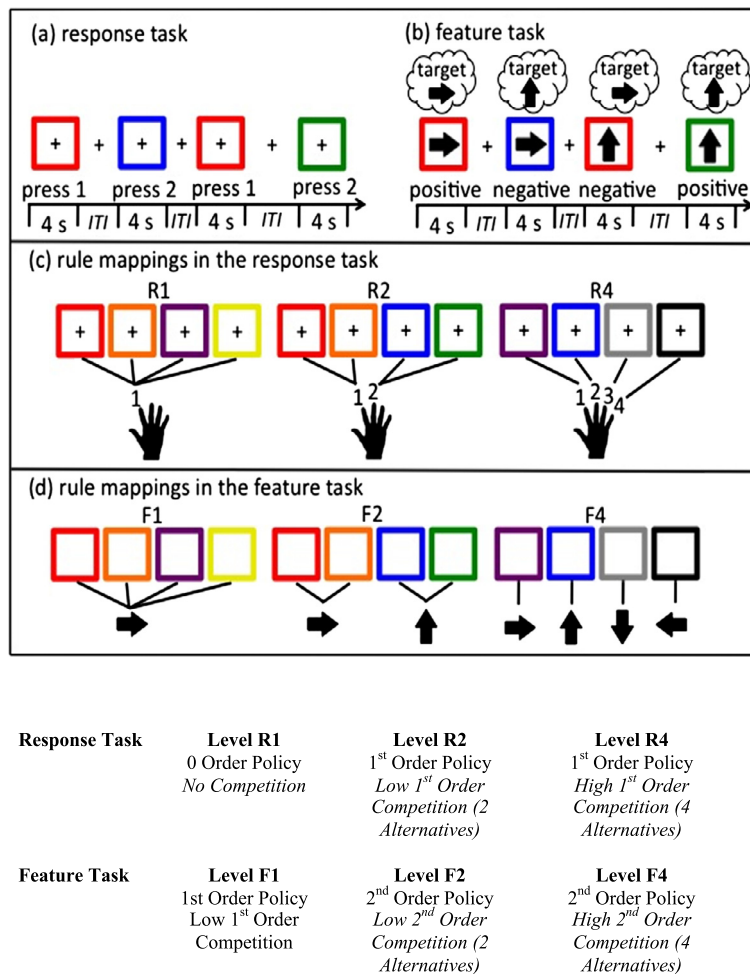 (a) response task
+ + + + + + +
press 1 press 2 press 1 press 2
4 s ITI 4 s ITI 4 s ITI 4 s
(b) feature task
target target target target
+ + +
positive negative negative positive
4 s ITI 4 s ITI 4 s ITI 4 s
(c) rule mappings in the response task
R1 R2 R4
+ + + + + + + + + + + +
1 1 2 1 2 3 4
(d) rule mappings in the feature task
F1 F2 F4
Response Task Level R1 Level R2 Level R4
0 Order Policy 1st Order Policy 1st Order Policy
No Competition Low 1st Order High 1st Order
Competition (2 Competition (4
Alternatives) Alternatives)
Feature Task Level F1 Level F2 Level F4
1st Order Policy 2nd Order Policy 2nd Order Policy
Low 1st Order Low 2nd Order High 2nd Order
Competition Competition (2 Competition (4
Alternatives) Alternatives)